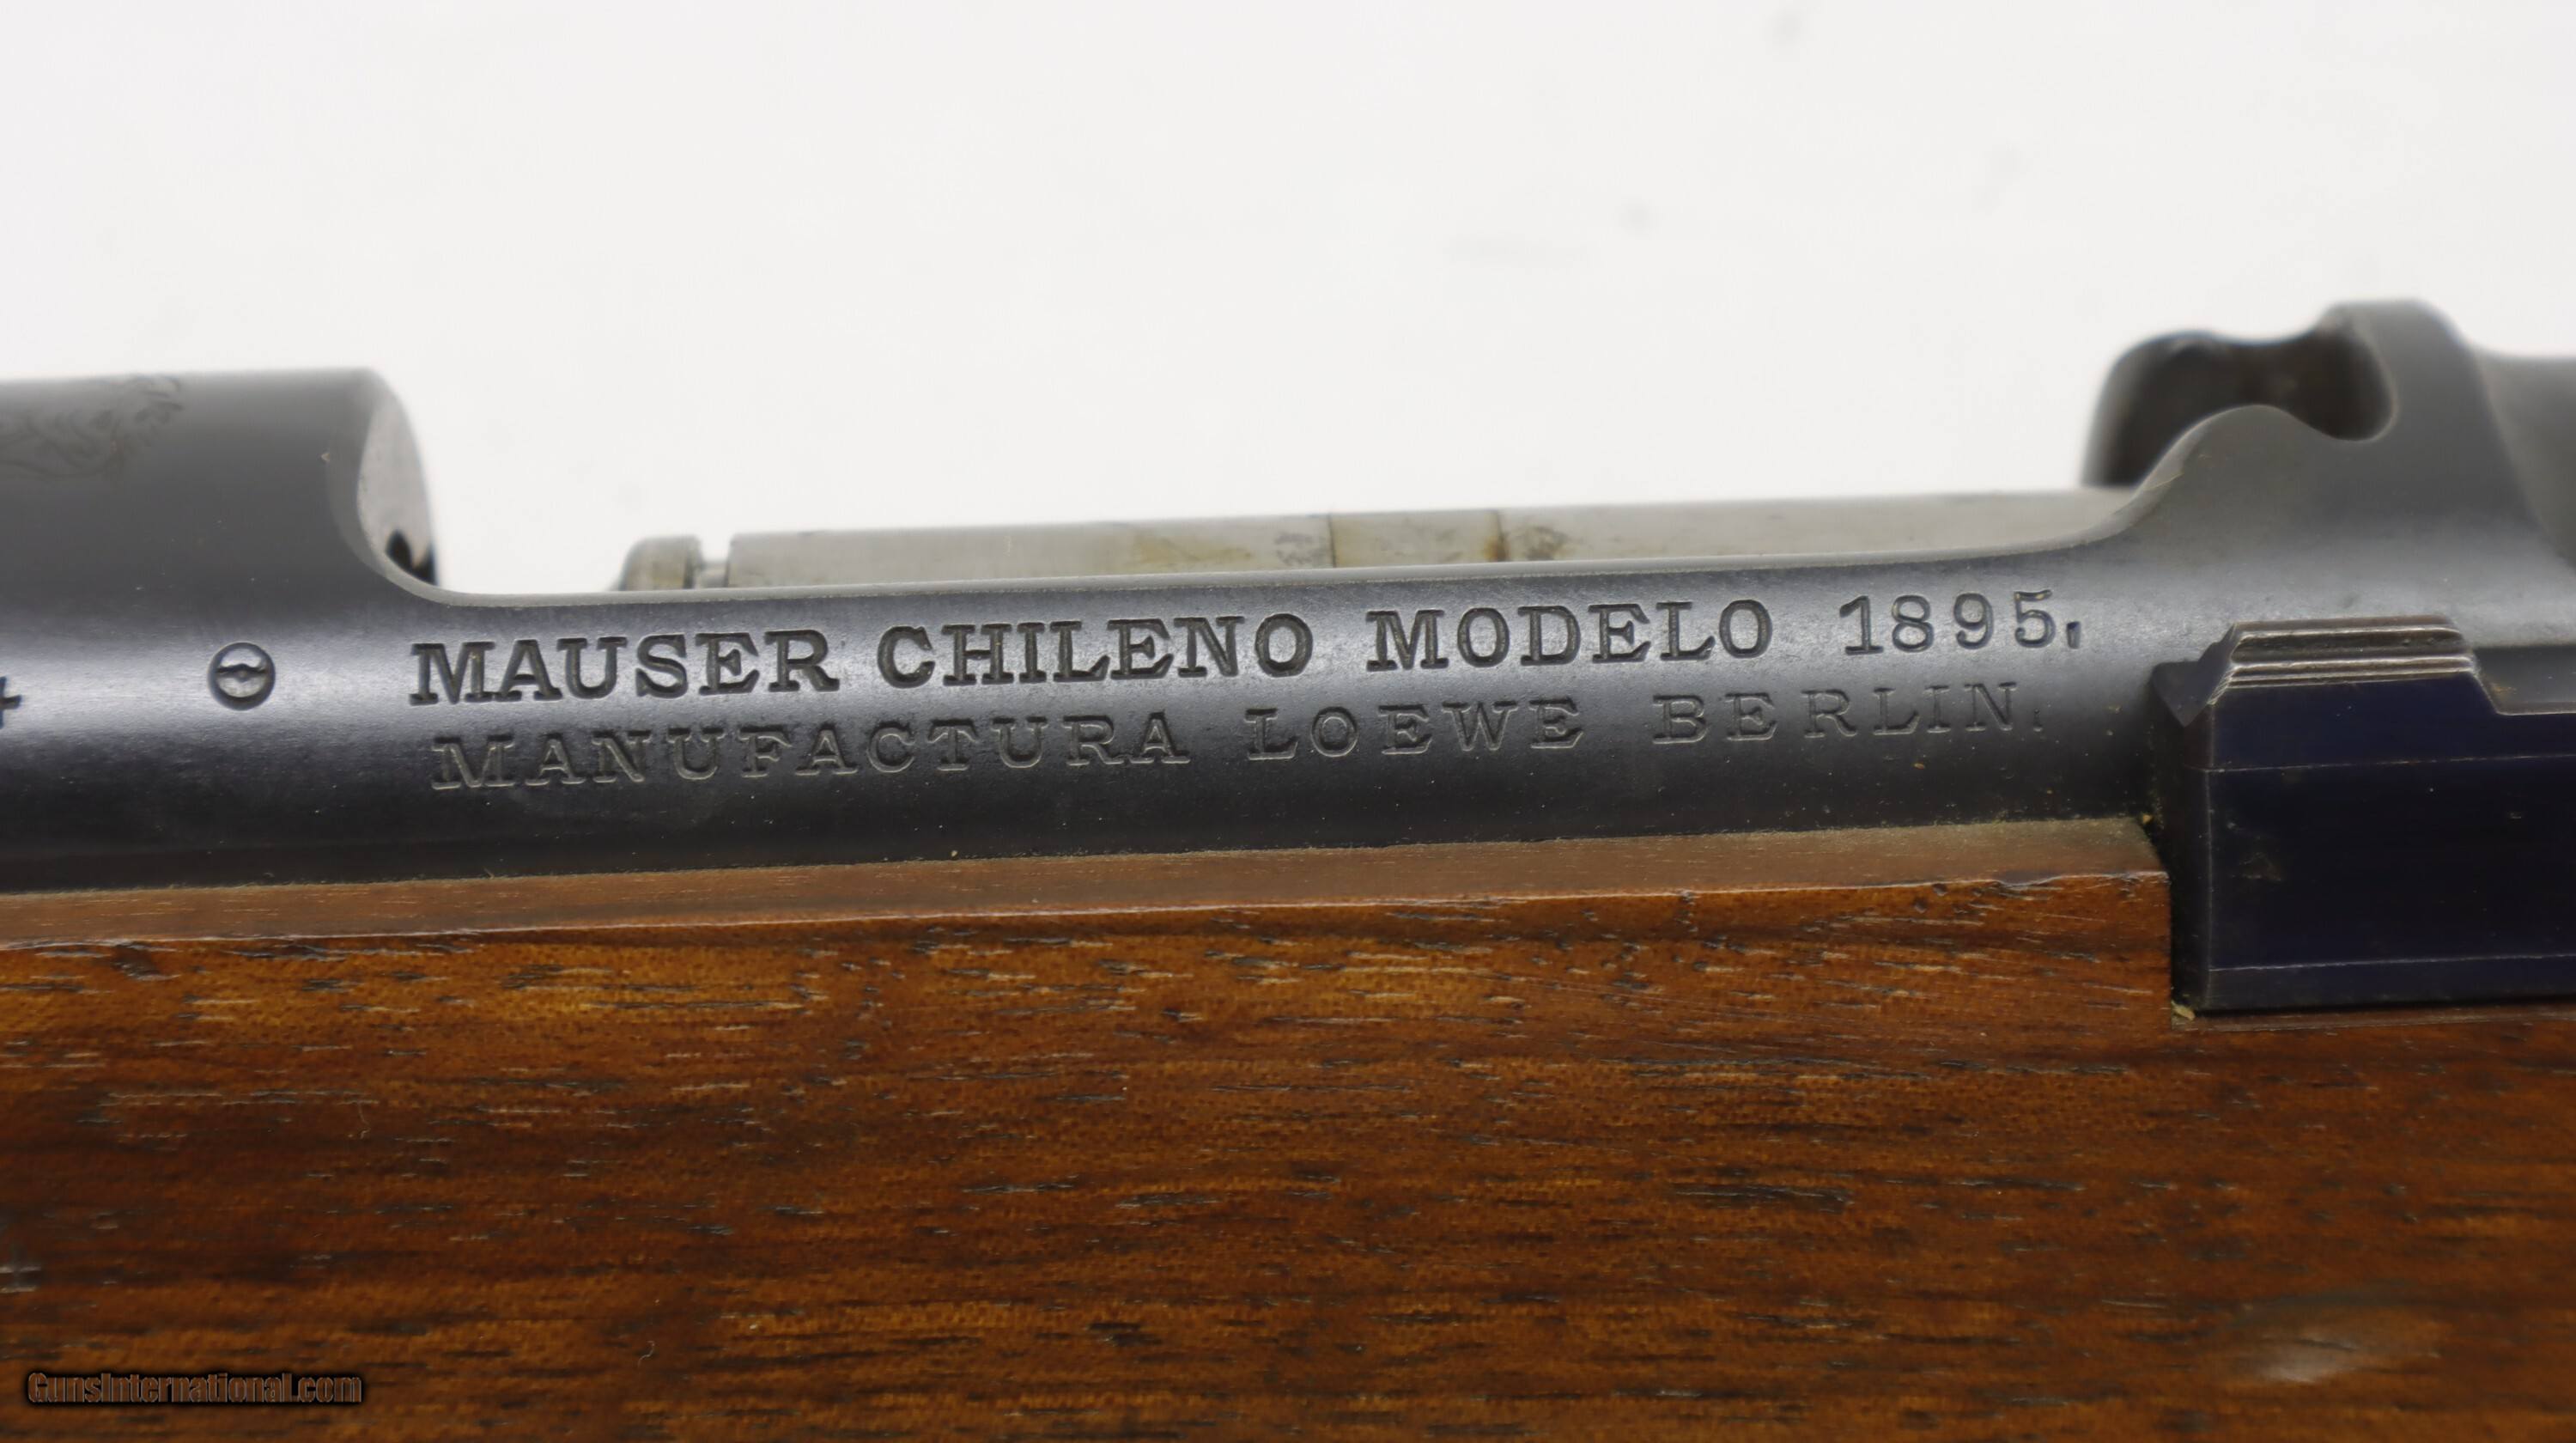 MAUSER CHILENO MODELO 1895.
MANUFACTURA LOEWE BERLIN.
GunsInternational.com